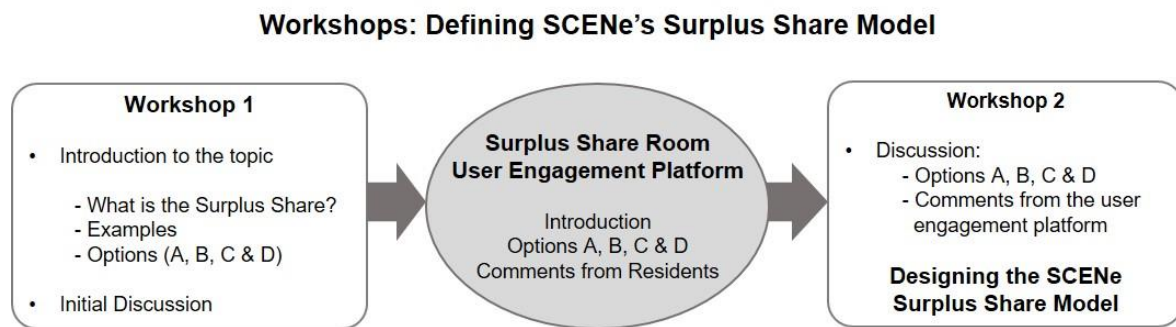 Workshops: Defining SCENe's Surplus Share Model
Workshop 1
• Introduction to the topic
- What is the Surplus Share?
- Examples
- Options (A, B, C & D)
• Initial Discussion
Surplus Share Room
User Engagement Platform
Introduction
Options A, B, C & D
Comments from Residents
Workshop 2
• Discussion:
- Options A, B, C & D
- Comments from the user
engagement platform
Designing the SCENe
Surplus Share Model